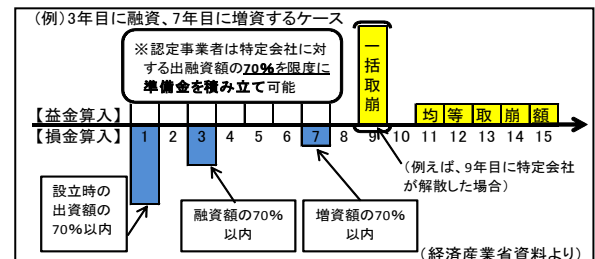 (例)3年目に融資、7年目に増資するケース
※認定事業者は特定会社に対
する出融資額の70%を限度に
準備金を積み立て可能
一括取崩
【益金算入】
均等取崩額
【損金算入】 1 2 3 4 5 6 7 8 9 10 11 12 13 14 15
(例えば、9年目に特定会社
が解散した場合)
設立時の
出資額の
70%以内
融資額の70%
以内
増資額の70%
以内
(経済産業省資料より)